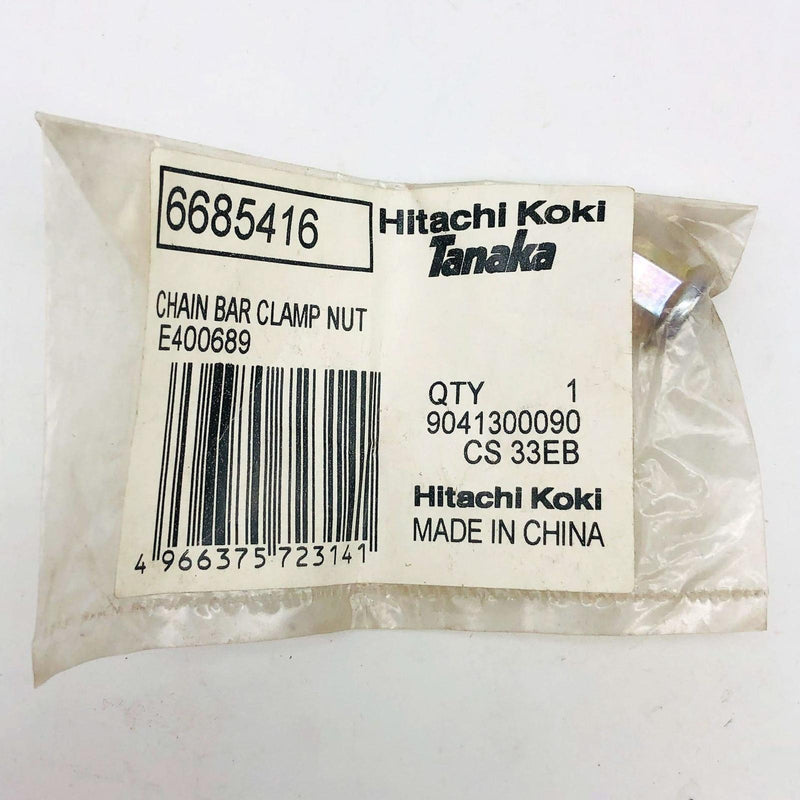 6685416
Hitachi Koki
Tanaka
CHAIN BAR CLAMP NUT
E400689
QTY 1
9041300090
CS 33EB
Hitachi Koki
MADE IN CHINA
4 966375 723141